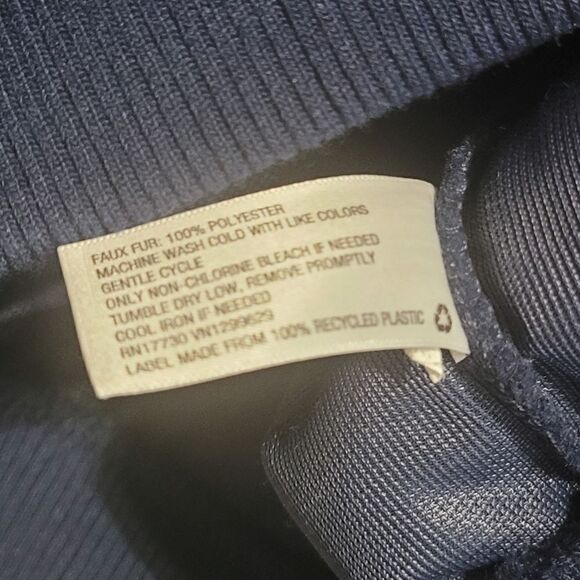 FAUX FUR: 100% POLYESTER
MACHINE WASH COLD WITH LIKE COLORS
GENTLE CYCLE
ONLY NON-CHLORINE BLEACH IF NEEDED
TUMBLE DRY LOW, REMOVE PROMPTLY
COOL IRON IF NEEDED
RN17730 VN1299629
LABEL MADE FROM 100% RECYCLED PLASTIC